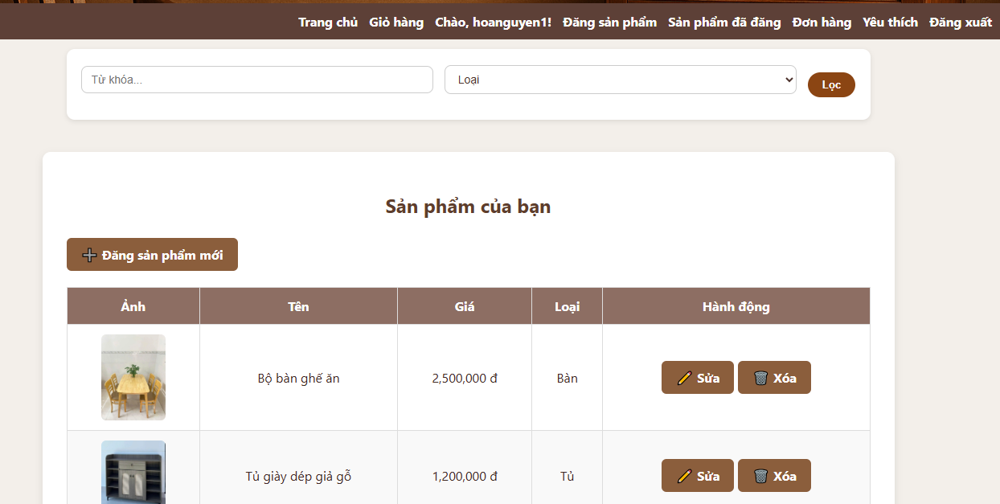 Trang chủ Giỏ hàng Chào, hoanguyen1! Đăng sản phẩm Sản phẩm đã đăng Đơn hàng Yêu thích Đăng xuất
Từ khóa... Loại Lọc
Sản phẩm của bạn
➕ Đăng sản phẩm mới
Ảnh Tên Giá Loại Hành động
Bộ bàn ghế ăn 2,500,000 đ Bàn ✏️ Sửa 🗑️ Xóa
Tủ giày dép giả gỗ 1,200,000 đ Tủ ✏️ Sửa 🗑️ Xóa